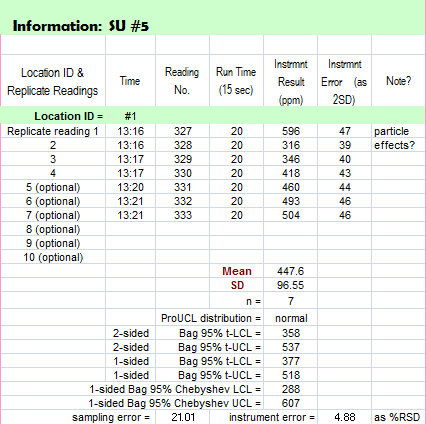 Information: SU #5
Location ID & Replicate Readings Time Reading No. Run Time (15 sec) Instrmnt Result (ppm) Instrmnt Error (as 2SD) Note?
Location ID = #1
Replicate reading 1 13:16 327 20 596 47 particle
2 13:16 328 20 316 39 effects?
3 13:17 329 20 346 40
4 13:17 330 20 418 43
5 (optional) 13:20 331 20 460 44
6 (optional) 13:21 332 20 493 46
7 (optional) 13:21 333 20 504 46
8 (optional)
9 (optional)
10 (optional)
Mean 447.6
SD 96.55
n = 7
ProUCL distribution = normal
2-sided Bag 95% t-LCL = 358
2-sided Bag 95% t-UCL = 537
1-sided Bag 95% t-LCL = 377
1-sided Bag 95% t-UCL = 518
1-sided Bag 95% Chebyshev LCL = 288
1-sided Bag 95% Chebyshev UCL = 607
sampling error = 21.01 instrument error = 4.88 as %RSD